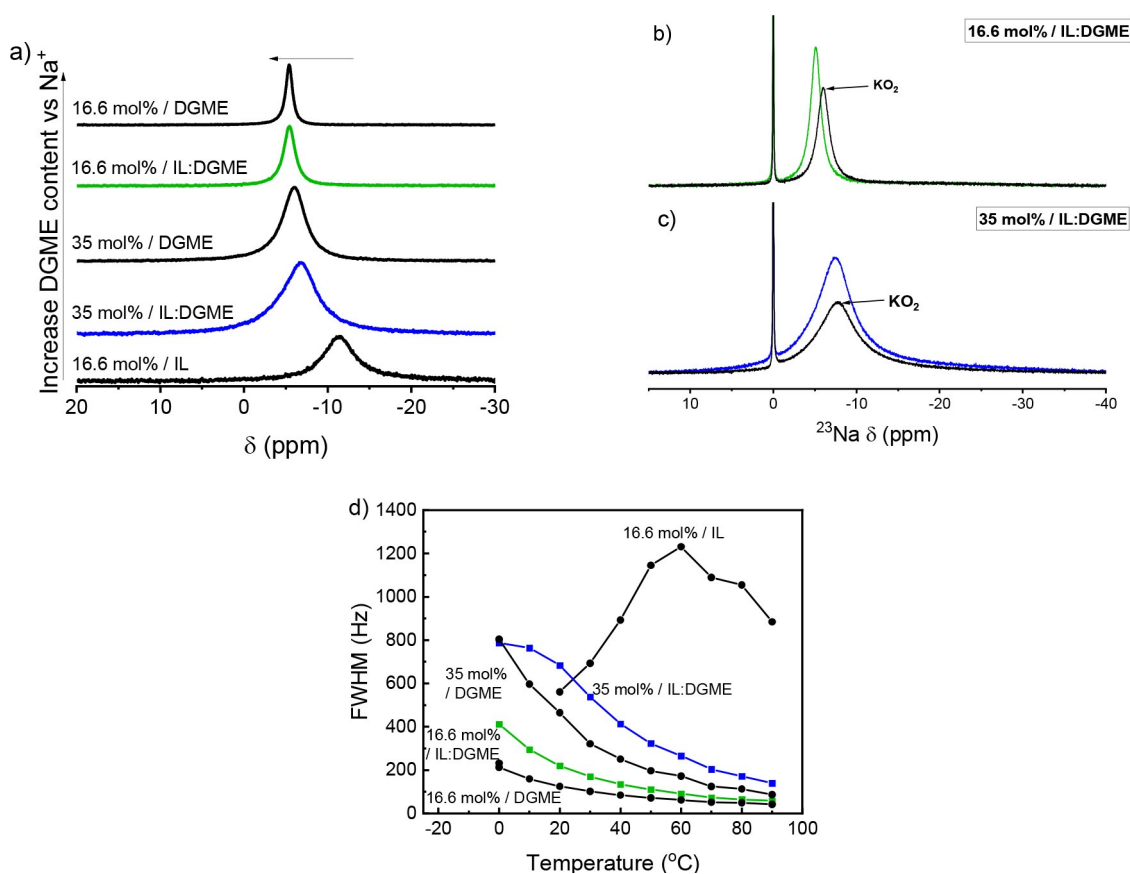 a)
Increase DGME content vs Na⁺
16.6 mol% / DGME
16.6 mol% / IL:DGME
35 mol% / DGME
35 mol% / IL:DGME
16.6 mol% / IL
20 10 0 -10 -20 -30
δ (ppm)
b)
16.6 mol% / IL:DGME
KO₂
c)
35 mol% / IL:DGME
KO₂
10 0 -10 -20 -30 -40
²³Na δ (ppm)
d)
1400
1200
1000
800
600
400
200
0
FWHM (Hz)
16.6 mol% / IL
35 mol%
/ DGME
35 mol% / IL:DGME
16.6 mol%
/ IL:DGME
16.6 mol% / DGME
-20 0 20 40 60 80 100
Temperature (°C)